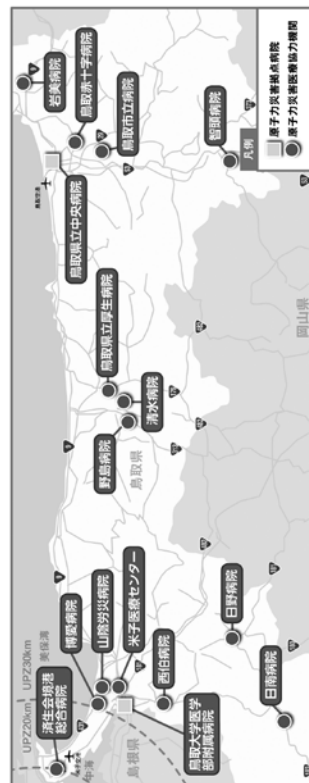 UPZ20km
UPZ30km
済生会境港
総合病院
美保湾
中海
島根県
博愛病院
山陰労災病院
米子医療センター
西伯病院
鳥取大学医学
部附属病院
日野病院
日南病院
野島病院
鳥取県立厚生病院
清水病院
鳥取県
岡山県
鳥取県立中央病院
鳥取赤十字病院
鳥取市立病院
岩美病院
智頭病院
凡例
原子力災害拠点病院
原子力災害医療協力機関